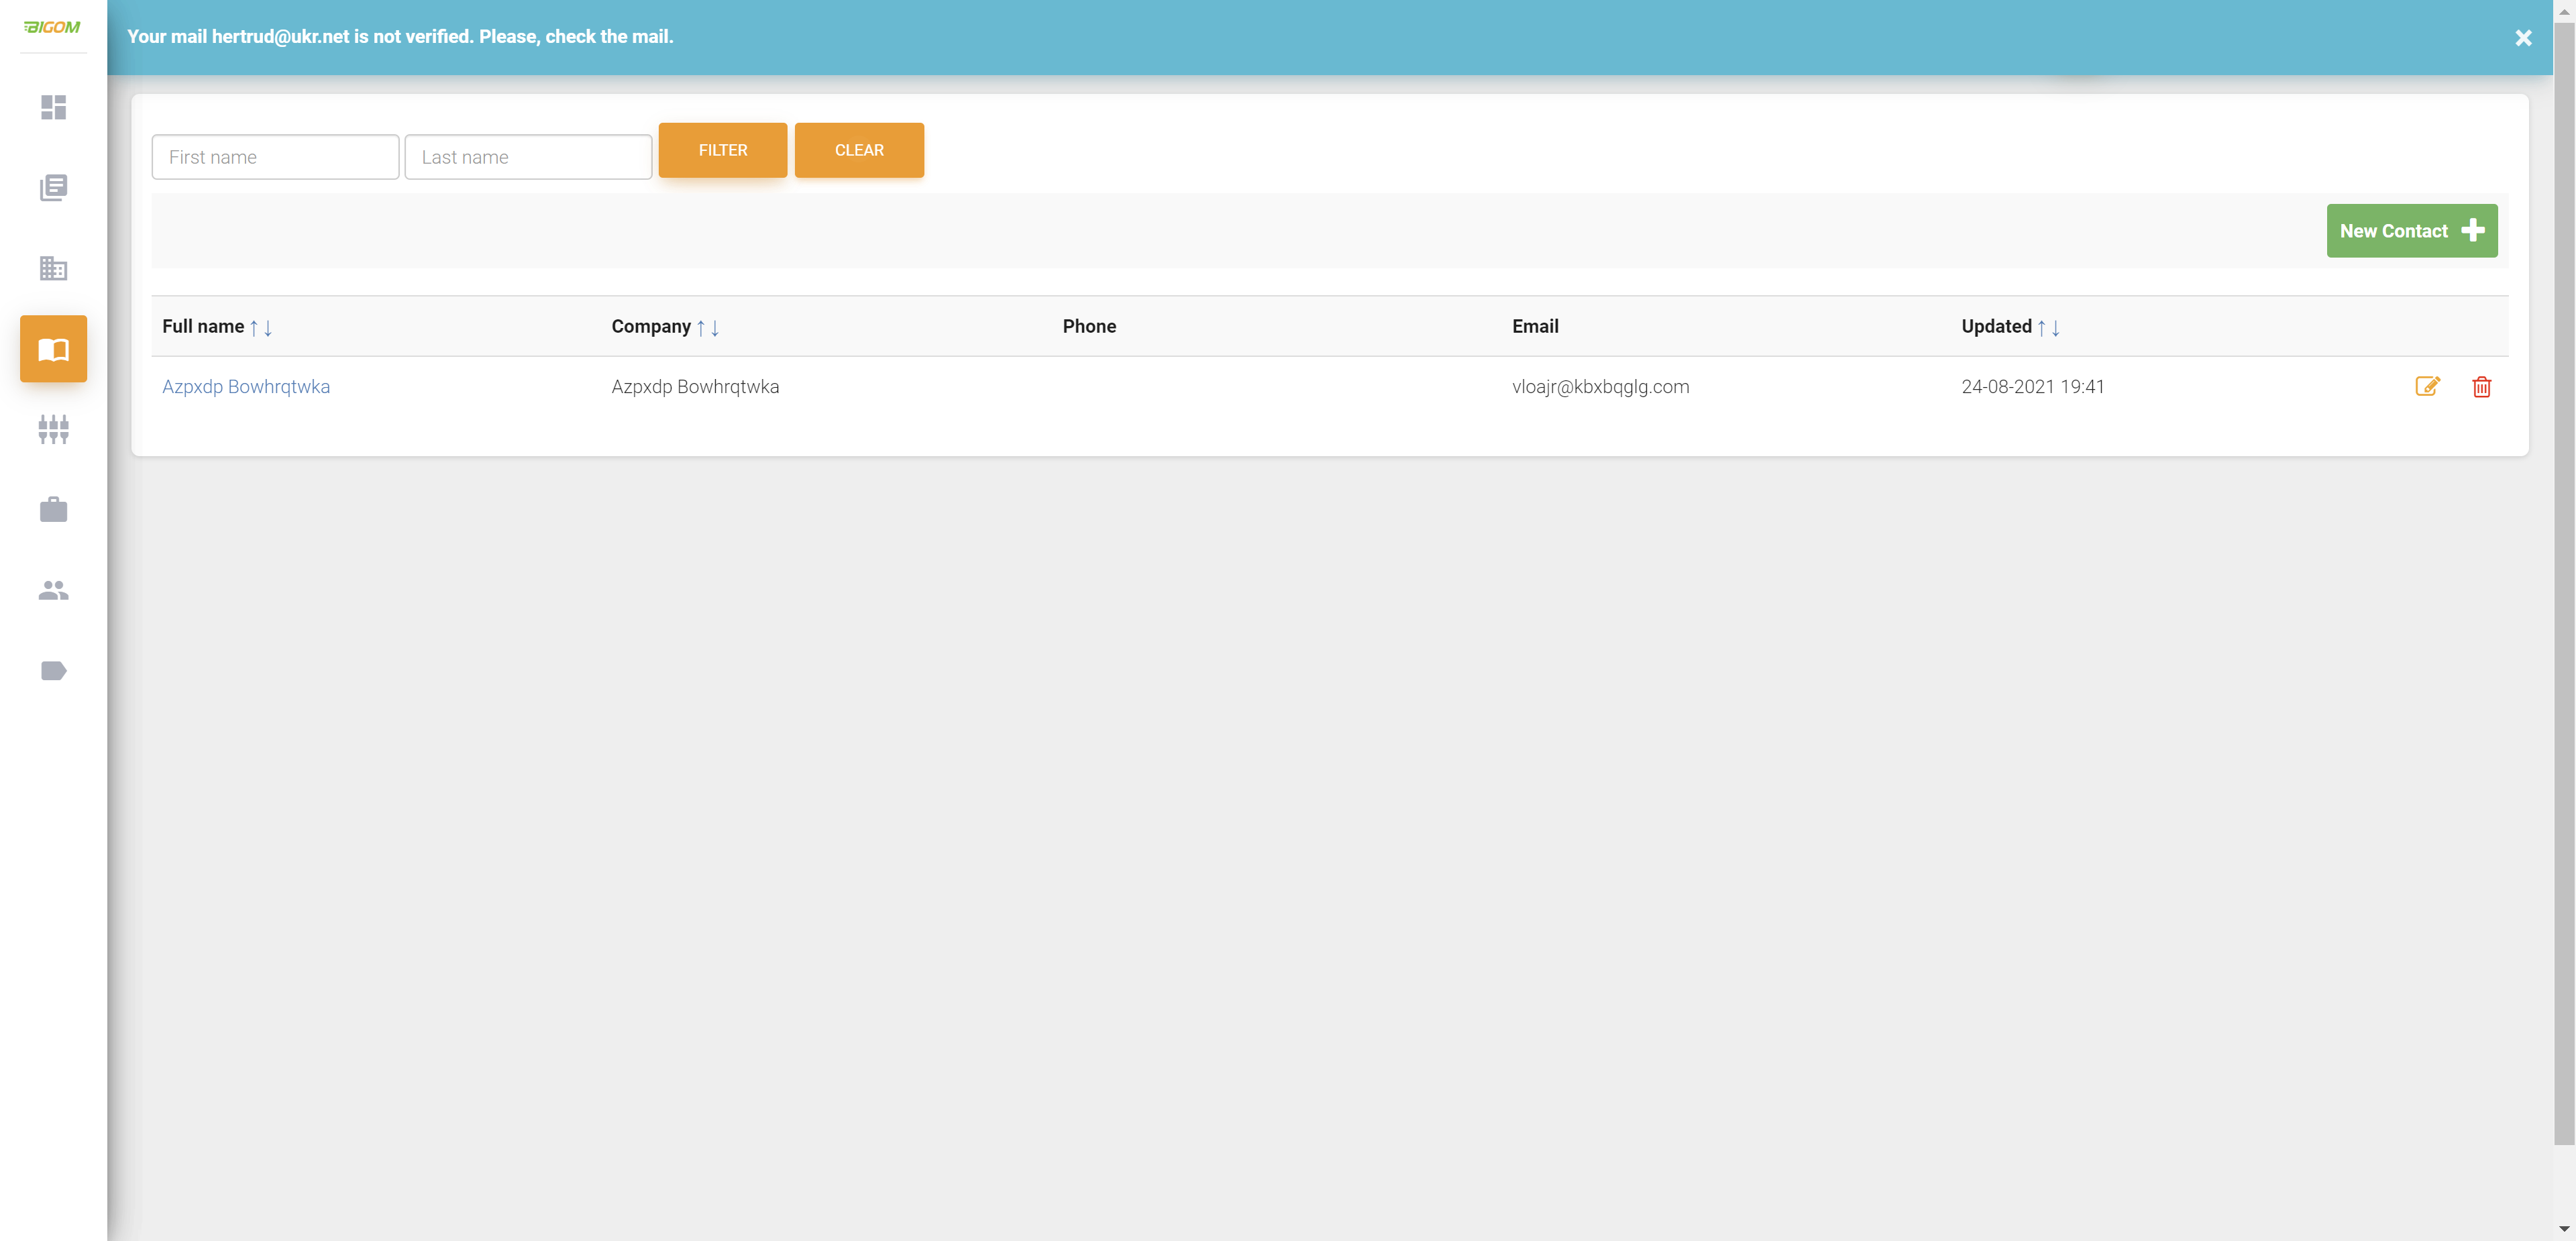 BIGOM
Your mail hertrud@ukr.net is not verified. Please, check the mail.
First name Last name FILTER CLEAR
New Contact
Full name ↑↓ Company ↑↓ Phone Email Updated ↑↓
Azpxdp Bowhrqtwka Azpxdp Bowhrqtwka vloajr@kbxbqglg.com 24-08-2021 19:41